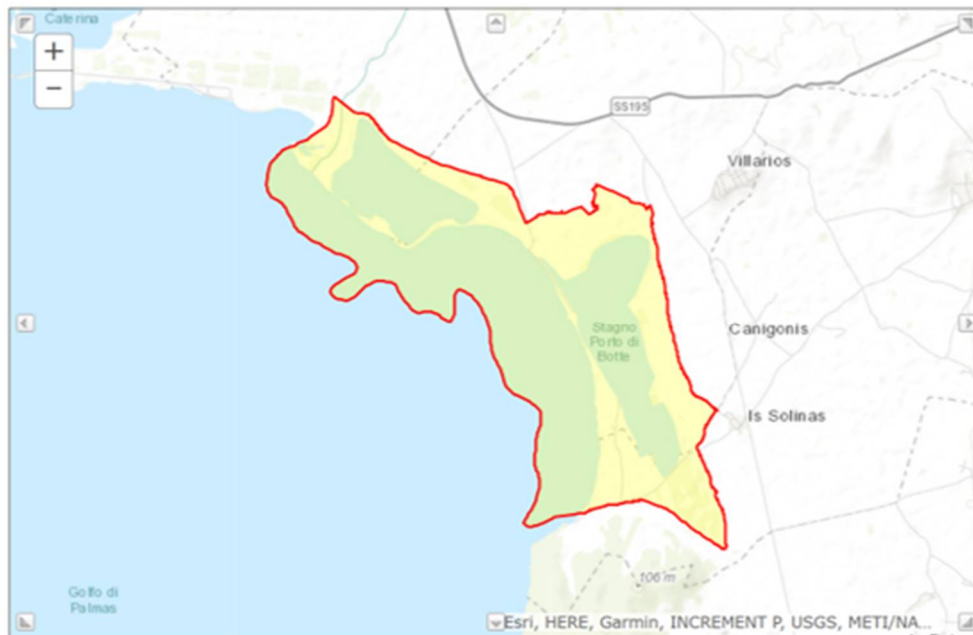 Caterina
+
−
SS195
Villarios
Stagno
Porto di
Botte
Canigonis
Is Solinas
106 m
Golfo di
Palmas
Esri, HERE, Garmin, INCREMENT P, USGS, METI/NA...